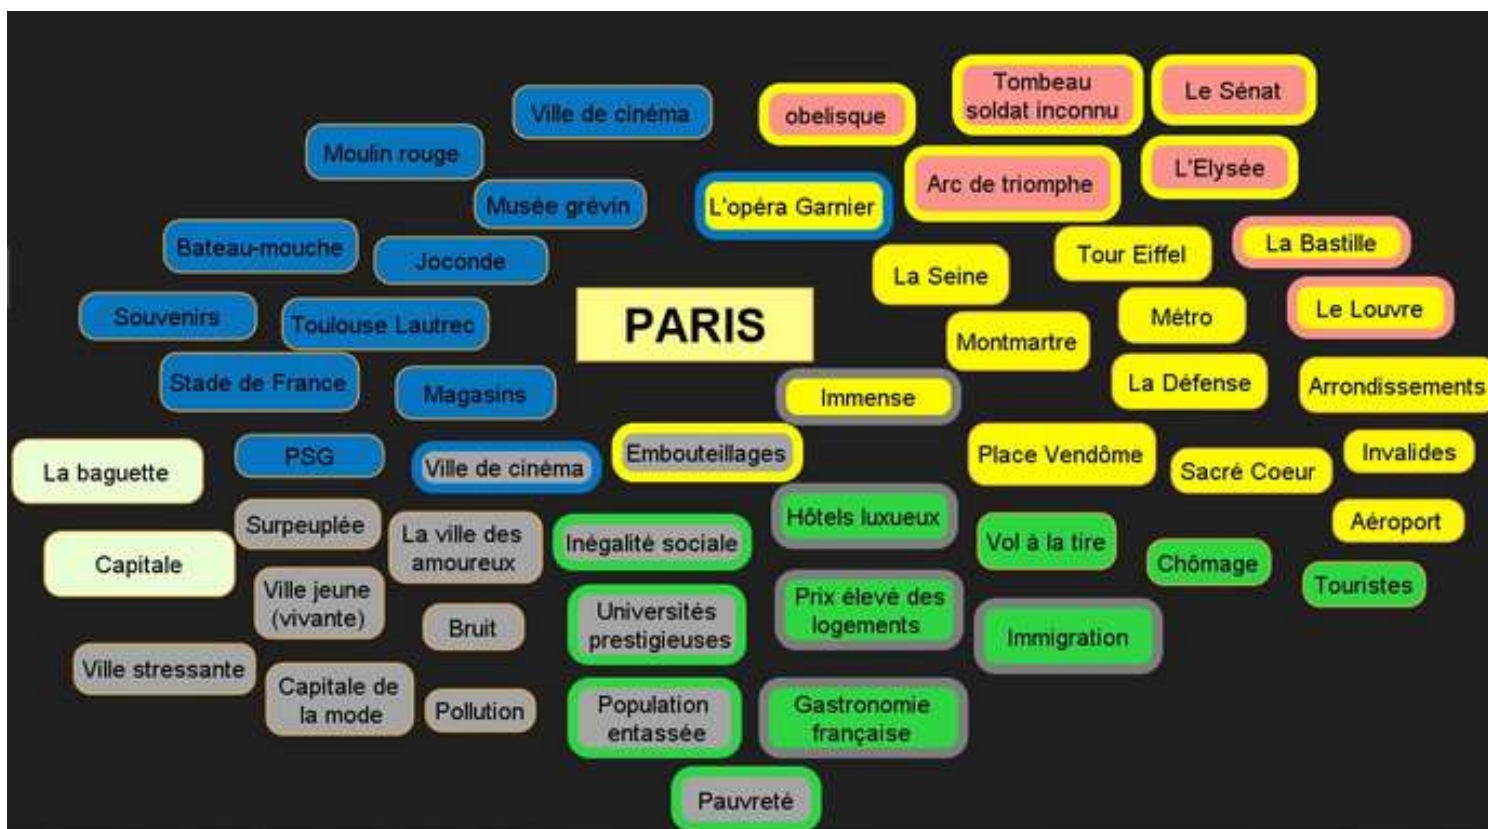 Ville de cinéma
obelisque
Tombeau
soldat inconnu
Le Sénat
Moulin rouge
Arc de triomphe
L'Elysée
Musée grévin
L'opéra Garnier
Bateau-mouche
Joconde
La Seine
Tour Eiffel
La Bastille
Souvenirs
Toulouse Lautrec
PARIS
Montmartre
Métro
Le Louvre
Stade de France
Magasins
Immense
La Défense
Arrondissements
La baguette
PSG
Ville de cinéma
Embouteillages
Place Vendôme
Sacré Coeur
Invalides
Capitale
Surpeuplée
La ville des
amoureux
Inégalité sociale
Hôtels luxueux
Vol à la tire
Chômage
Aéroport
Touristes
Ville jeune
(vivante)
Bruit
Universités
prestigieuses
Prix élevé des
logements
Immigration
Ville stressante
Capitale de
la mode
Pollution
Population
entassée
Gastronomie
française
Pauvreté